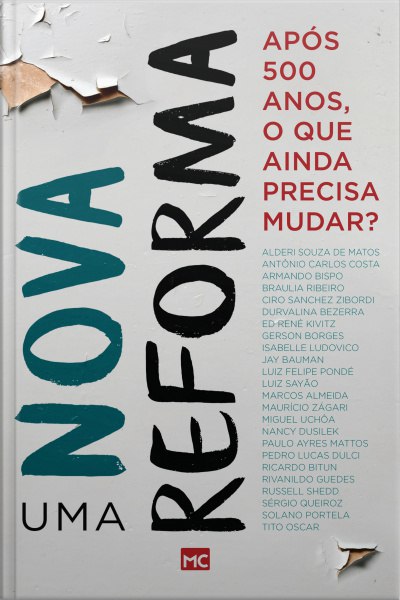 UMA
NOVA
REFORMA
APÓS
500
ANOS,
O QUE
AINDA
PRECISA
MUDAR?
ALDERI SOUZA DE MATOS
ANTÔNIO CARLOS COSTA
ARMANDO BISPO
BRAULIA RIBEIRO
CIRO SANCHEZ ZIBORDI
DURVALINA BEZERRA
ED RENÉ KIVITZ
GERSON BORGES
ISABELLE LUDOVICO
JAY BAUMAN
LUIZ FELIPE PONDÉ
LUIZ SAYÃO
MARCOS ALMEIDA
MAURÍCIO ZÁGARI
MIGUEL UCHÔA
NANCY DUSILEK
PAULO AYRES MATTOS
PEDRO LUCAS DULCI
RICARDO BITUN
RIVANILDO GUEDES
RUSSELL SHEDD
SÉRGIO QUEIROZ
SOLANO PORTELA
TITO OSCAR
MC